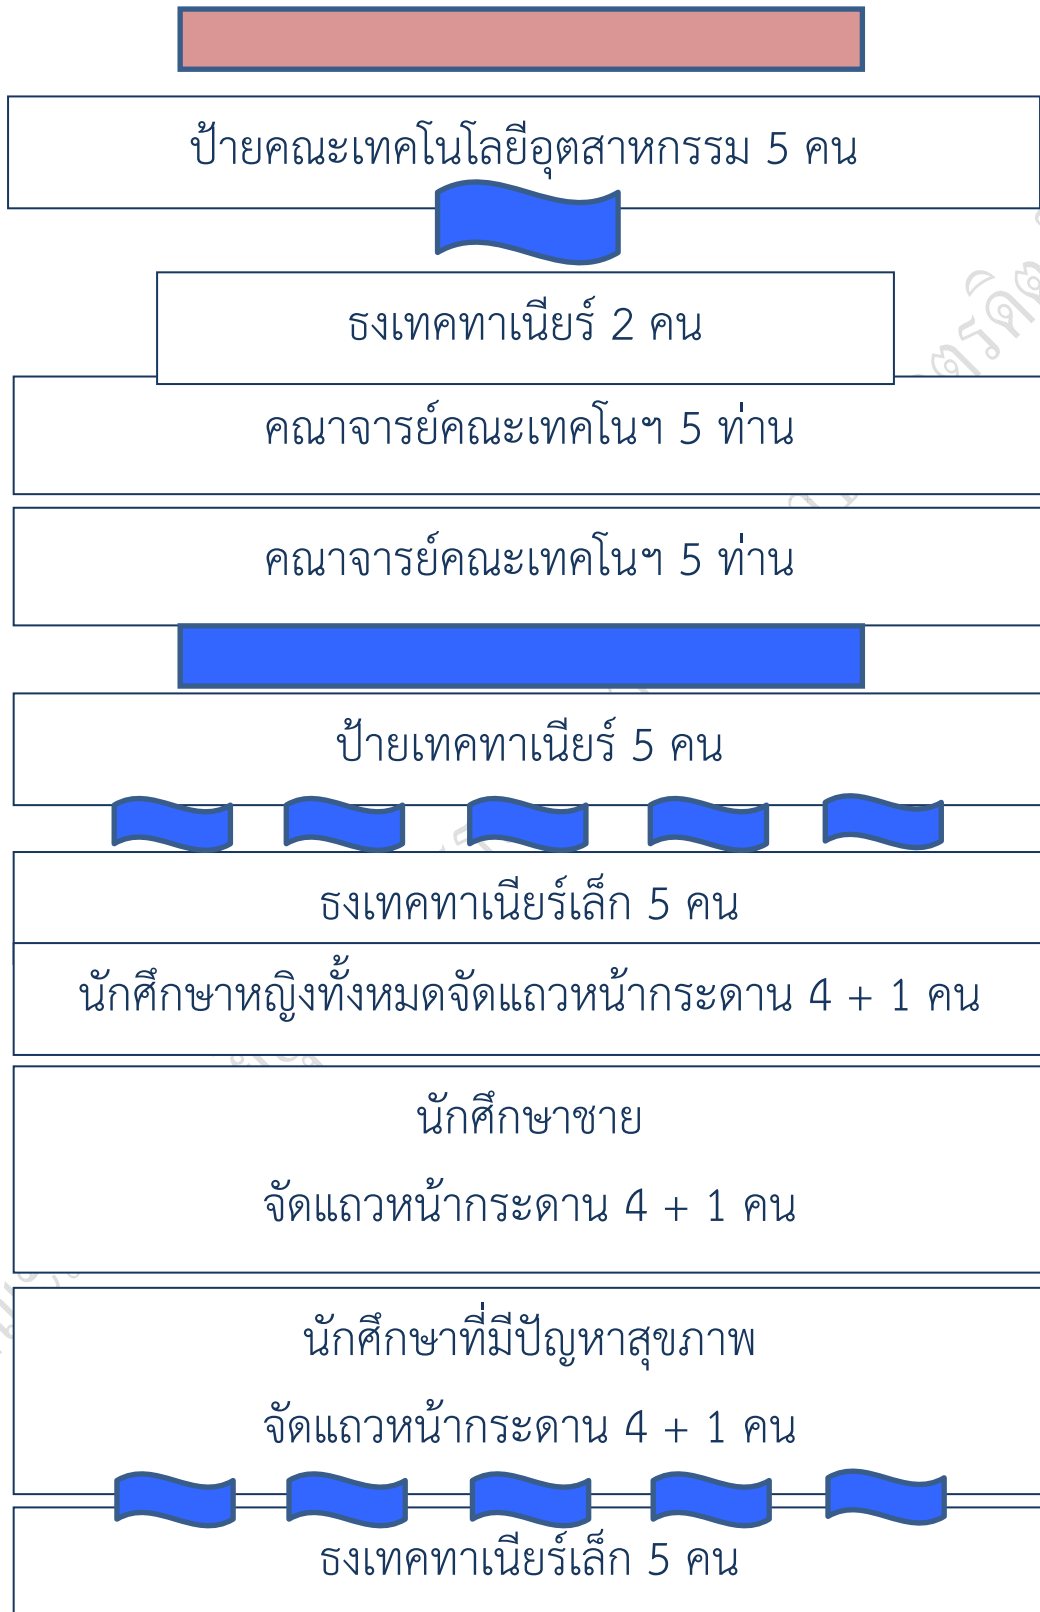 ป้ายคณะเทคโนโลยีอุตสาหกรรม 5 คน
ธงเทคทาเนียร์ 2 คน
คณาจารย์คณะเทคโนฯ 5 ท่าน
คณาจารย์คณะเทคโนฯ 5 ท่าน
ป้ายเทคทาเนียร์ 5 คน
ธงเทคทาเนียร์เล็ก 5 คน
นักศึกษาหญิงทั้งหมดจัดแถวหน้ากระดาน 4 + 1 คน
นักศึกษาชาย
จัดแถวหน้ากระดาน 4 + 1 คน
นักศึกษาที่มีปัญหาสุขภาพ
จัดแถวหน้ากระดาน 4 + 1 คน
ธงเทคทาเนียร์เล็ก 5 คน